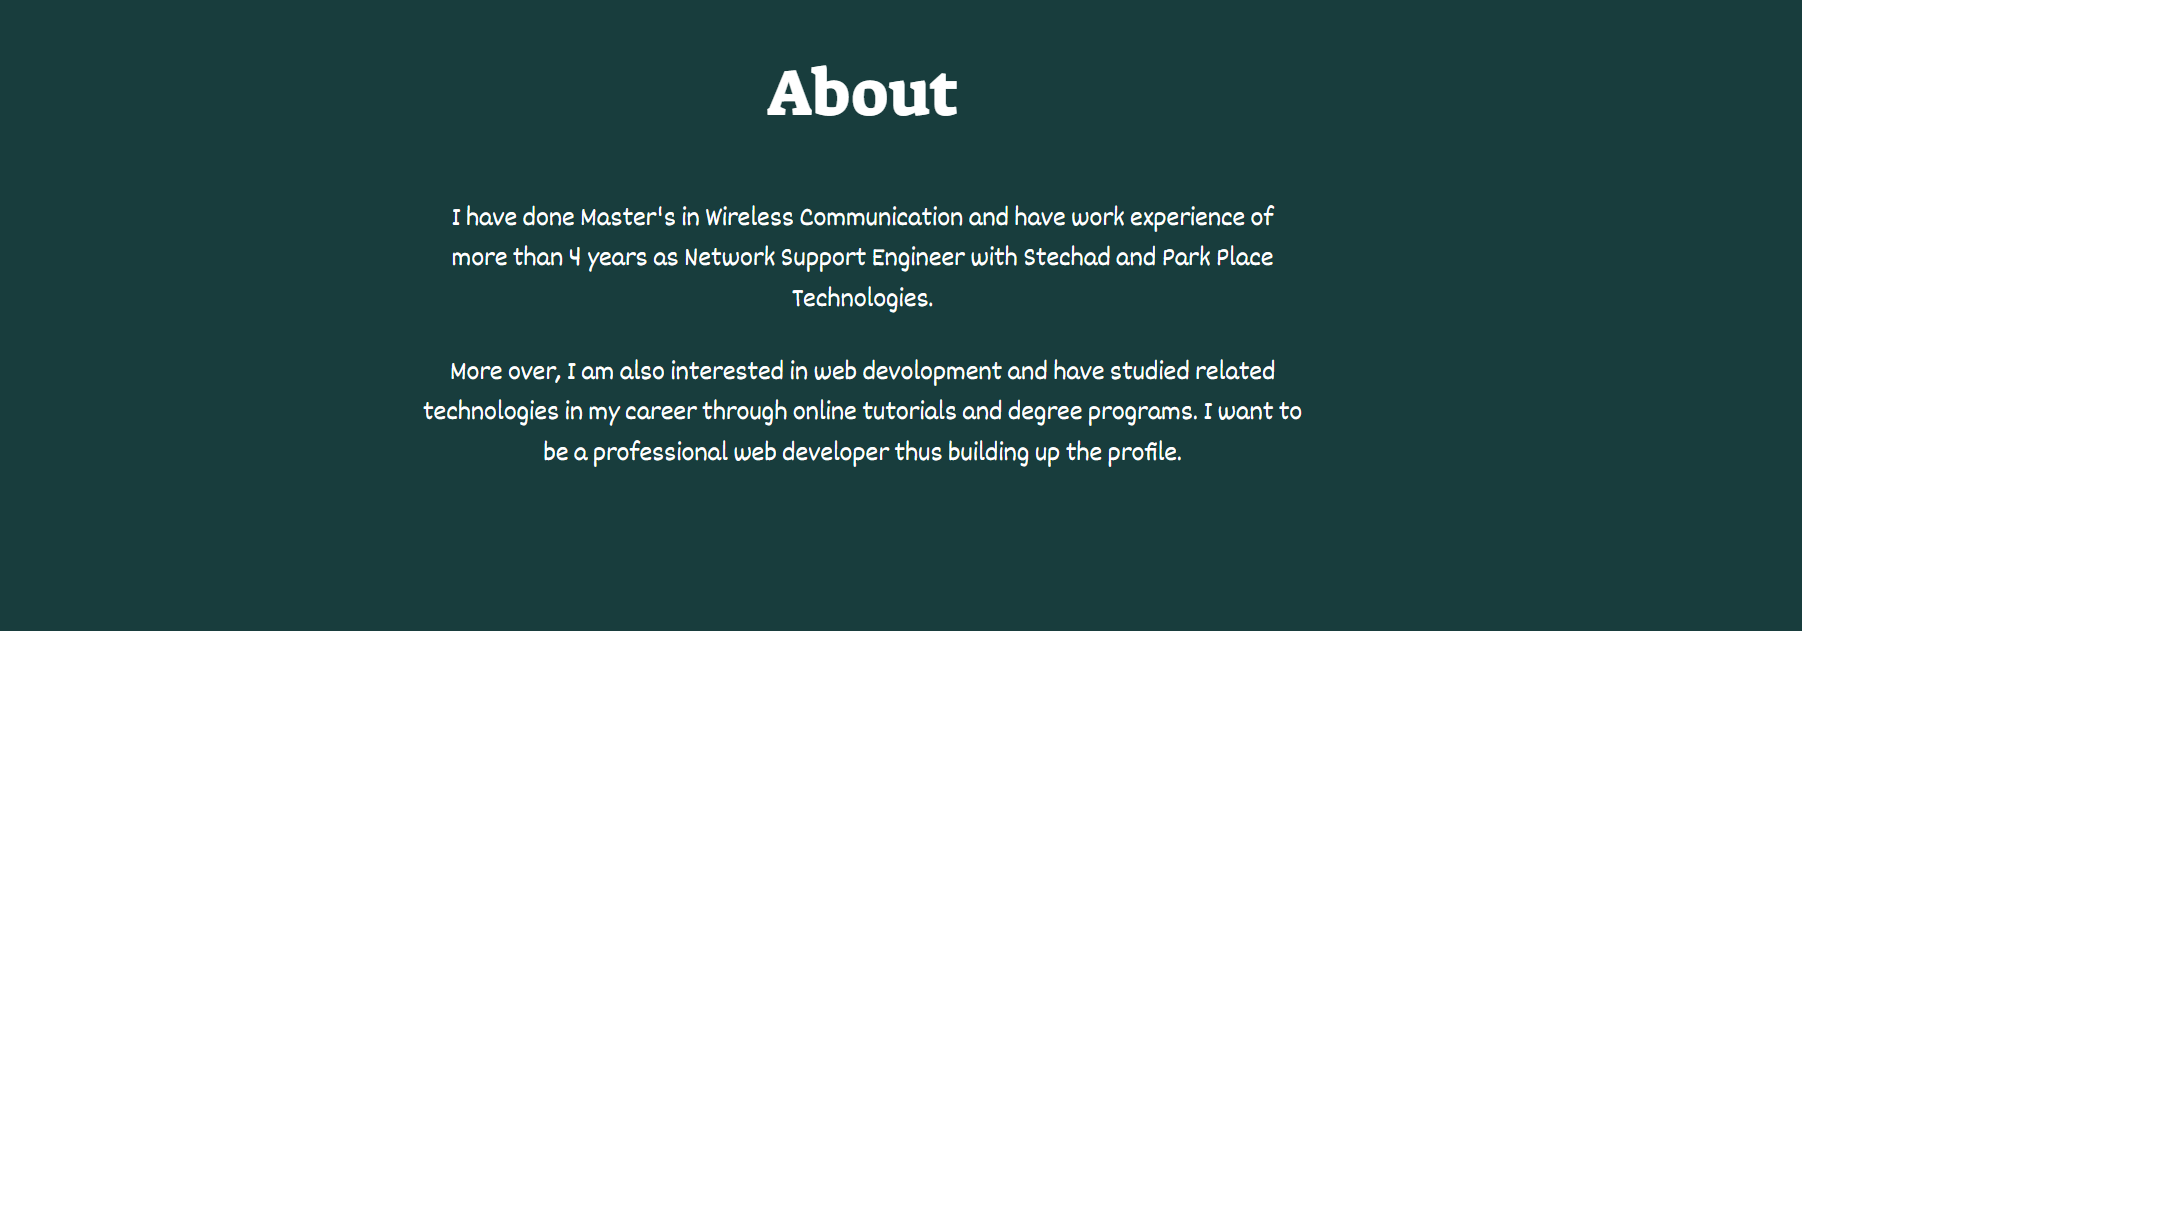 About
I have done Master's in Wireless Communication and have work experience of
more than 4 years as Network Support Engineer with Stechad and Park Place
Technologies.
More over, I am also interested in web devolopment and have studied related
technologies in my career through online tutorials and degree programs. I want to
be a professional web developer thus building up the profile.